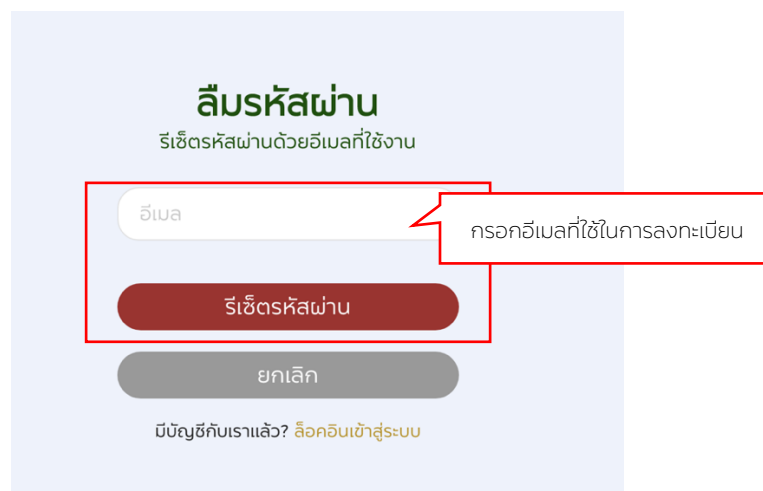 ลืมรหัสผ่าน
รีเซ็ตรหัสผ่านด้วยอีเมลที่ใช้งาน
อีเมล
กรอกอีเมลที่ใช้ในการลงทะเบียน
รีเซ็ตรหัสผ่าน
ยกเลิก
มีบัญชีกับเราแล้ว? ล็อคอินเข้าสู่ระบบ